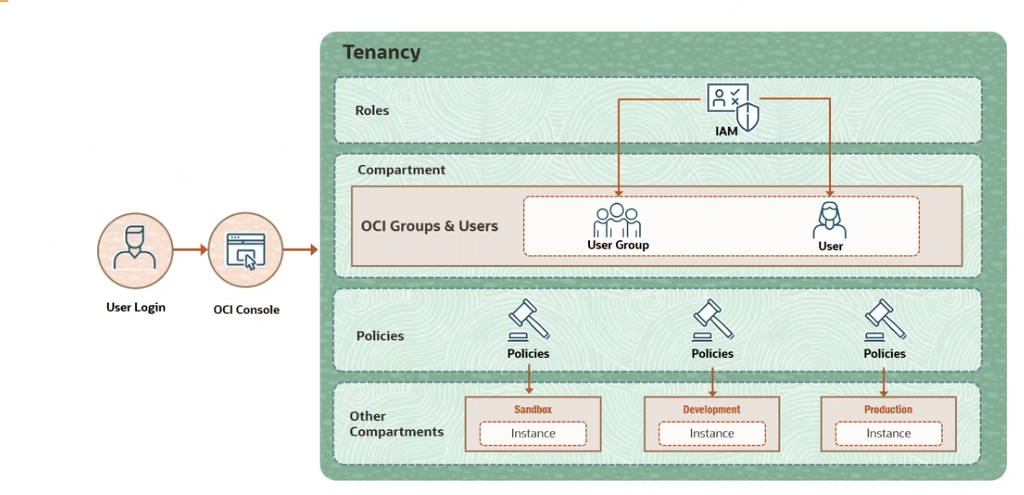 Tenancy
Roles
IAM
Compartment
OCI Groups & Users
User Group
User
User Login
OCI Console
Policies
Policies
Policies
Policies
Other
Compartments
Sandbox
Instance
Development
Instance
Production
Instance